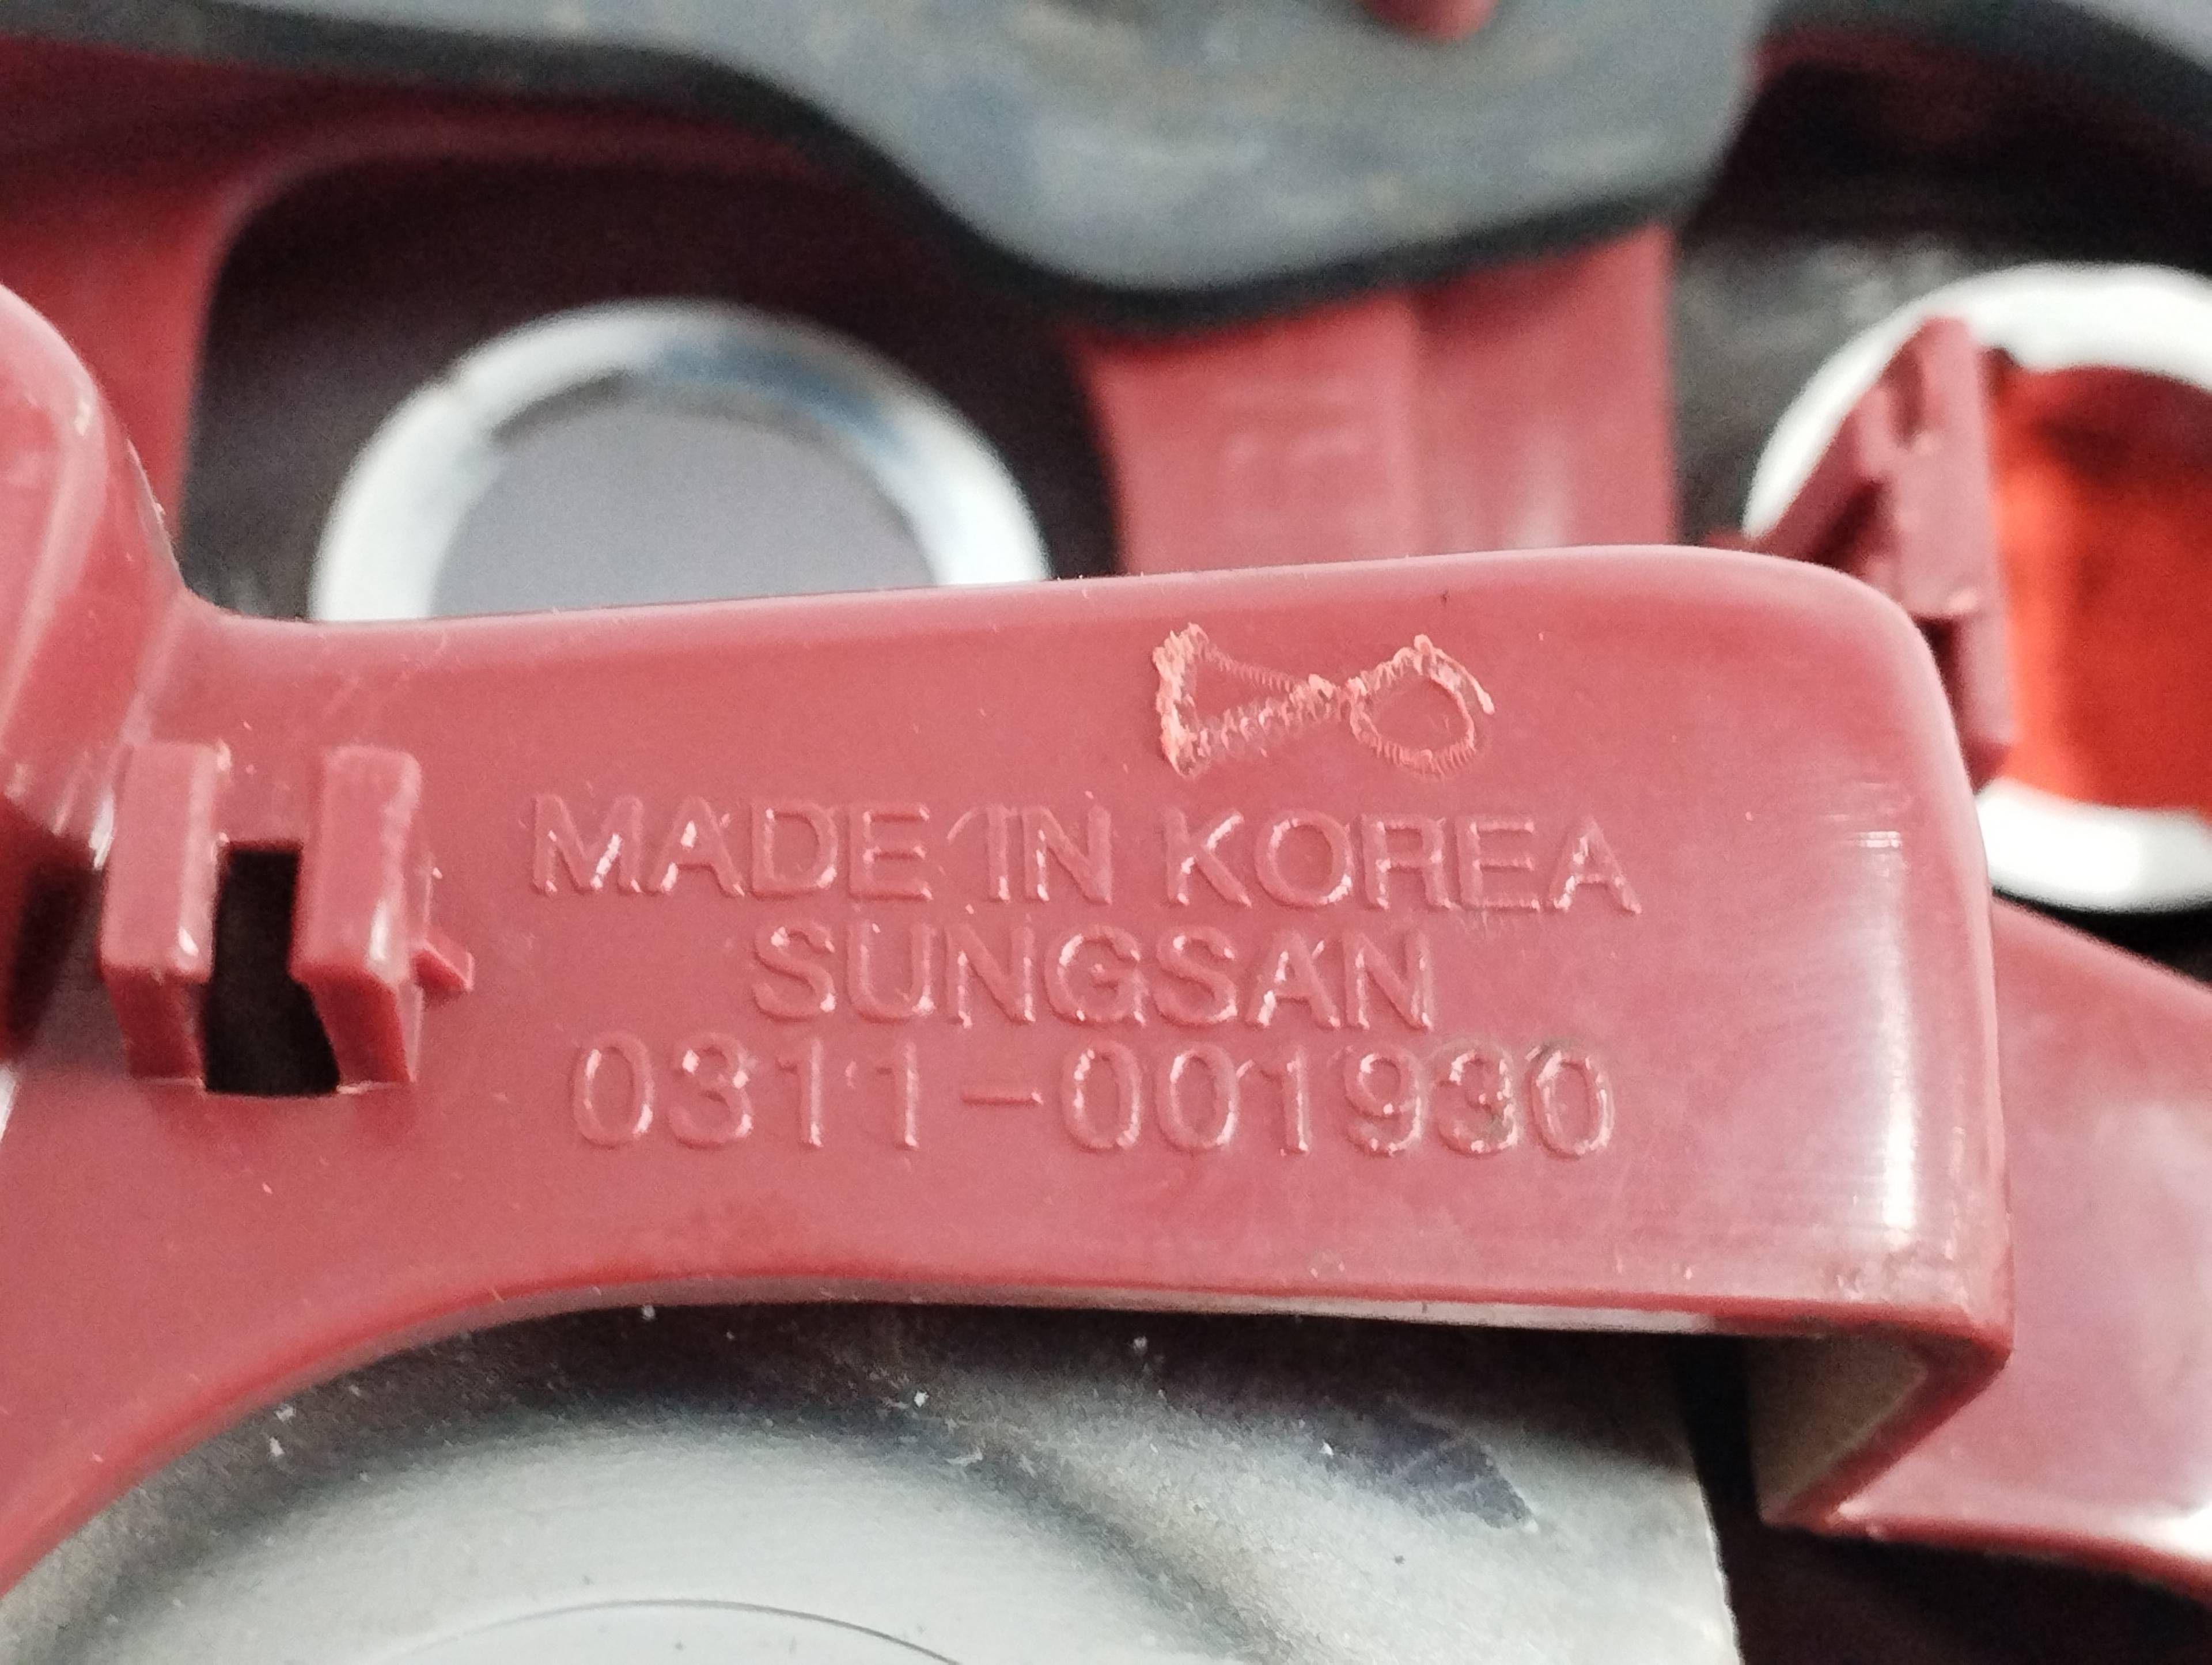 MADE IN KOREA
SUNGSAN
0311-001930